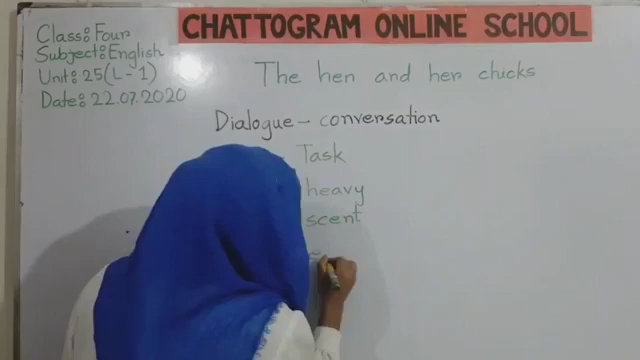 CHATTOGRAM ONLINE SCHOOL
Class: Four
Subject: English
Unit: 25 (L-1)
Date: 22.07.2020
The hen and her chicks
Dialogue - conversation
Task
heavy
scent